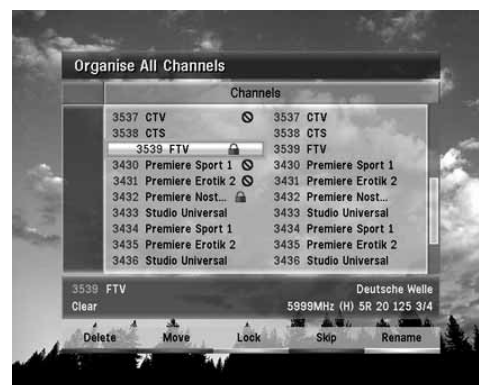 Organise All Channels
Channels
3537 CTV 3537 CTV
3538 CTS 3538 CTS
3539 FTV 3539 FTV
3430 Premiere Sport 1 3430 Premiere Sport 1
3431 Premiere Erotik 2 3431 Premiere Erotik 2
3432 Premiere Nost... 3432 Premiere Nost...
3433 Studio Universal 3433 Studio Universal
3434 Premiere Sport 1 3434 Premiere Sport 1
3435 Premiere Erotik 2 3435 Premiere Erotik 2
3436 Studio Universal 3436 Studio Universal
3539 FTV Deutsche Welle
Clear 5999MHz (H) 5R 20 125 3/4
Delete Move Lock Skip Rename